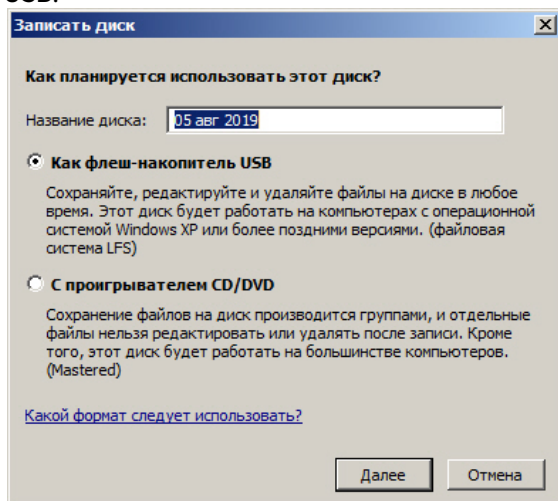 USB.
Записать диск
Как планируется использовать этот диск?
Название диска: 05 авг 2019
Как флеш-накопитель USB
Сохраняйте, редактируйте и удаляйте файлы на диске в любое
время. Этот диск будет работать на компьютерах с операционной
системой Windows XP или более поздними версиями. (файловая
система LFS)
С проигрывателем CD/DVD
Сохранение файлов на диск производится группами, и отдельные
файлы нельзя редактировать или удалять после записи. Кроме
того, этот диск будет работать на большинстве компьютеров.
(Mastered)
Какой формат следует использовать?
Далее Отмена